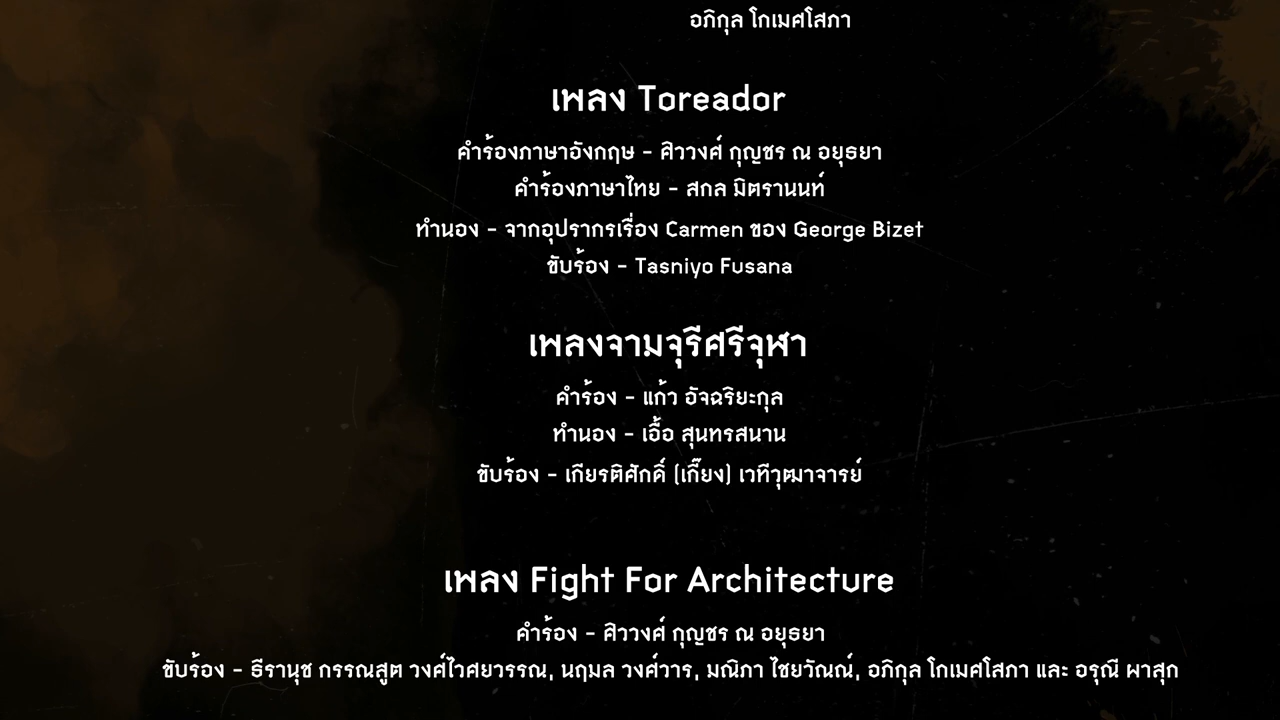 อภิกุล โกเมศโสภา
เพลง Toreador
คำร้องภาษาอังกฤษ - ศิววงศ์ กุญชร ณ อยุธยา
คำร้องภาษาไทย - สกล มิตรานนท์
ทำนอง - จากอุปรากรเรื่อง Carmen ของ George Bizet
ขับร้อง - Tasniyo Fusana
เพลงจามจุรีศรีจุฬา
คำร้อง - แก้ว อัจฉริยะกุล
ทำนอง - เอื้อ สุนทรสนาน
ขับร้อง - เกียรติศักดิ์ (เกี๊ยง) เวทีวุฒาจารย์
เพลง Fight For Architecture
คำร้อง - ศิววงศ์ กุญชร ณ อยุธยา
ขับร้อง - ธีรานุช กรรณสูต วงศ์ไวศยวรรณ, นฤมล วงศ์วาร, มณิภา ไชยวัณณ์, อภิกุล โกเมศโสภา และ อรุณี ผาสุก